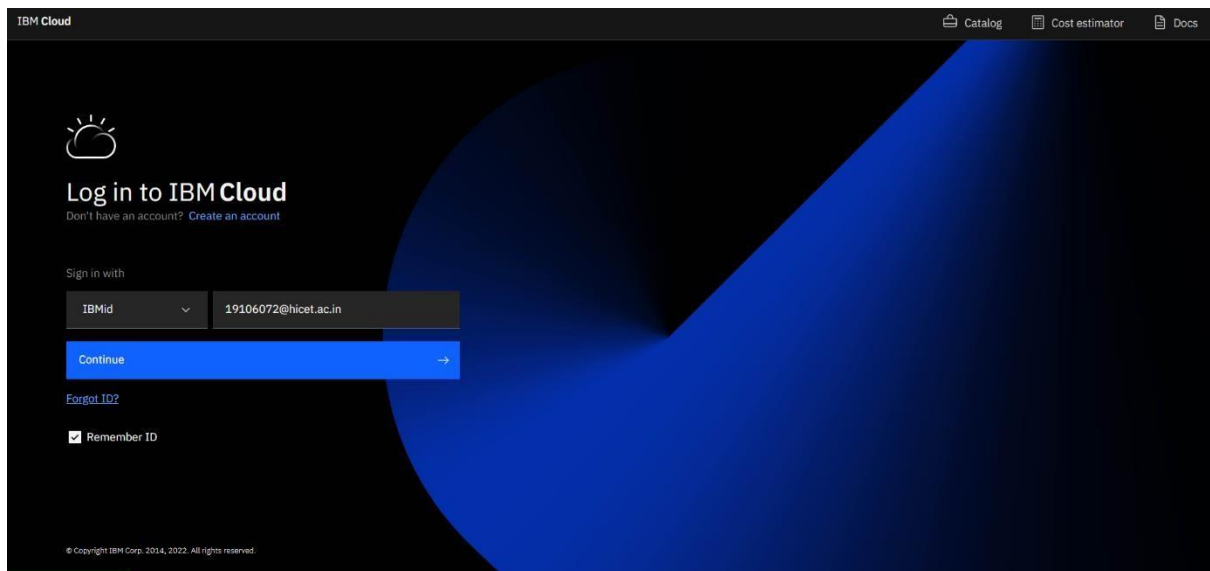 IBM Cloud
Catalog
Cost estimator
Docs
Log in to IBM Cloud
Don't have an account? Create an account
Sign in with
IBMid
19106072@hicet.ac.in
Continue
Forgot ID?
Remember ID
© Copyright IBM Corp. 2014, 2022. All rights reserved.